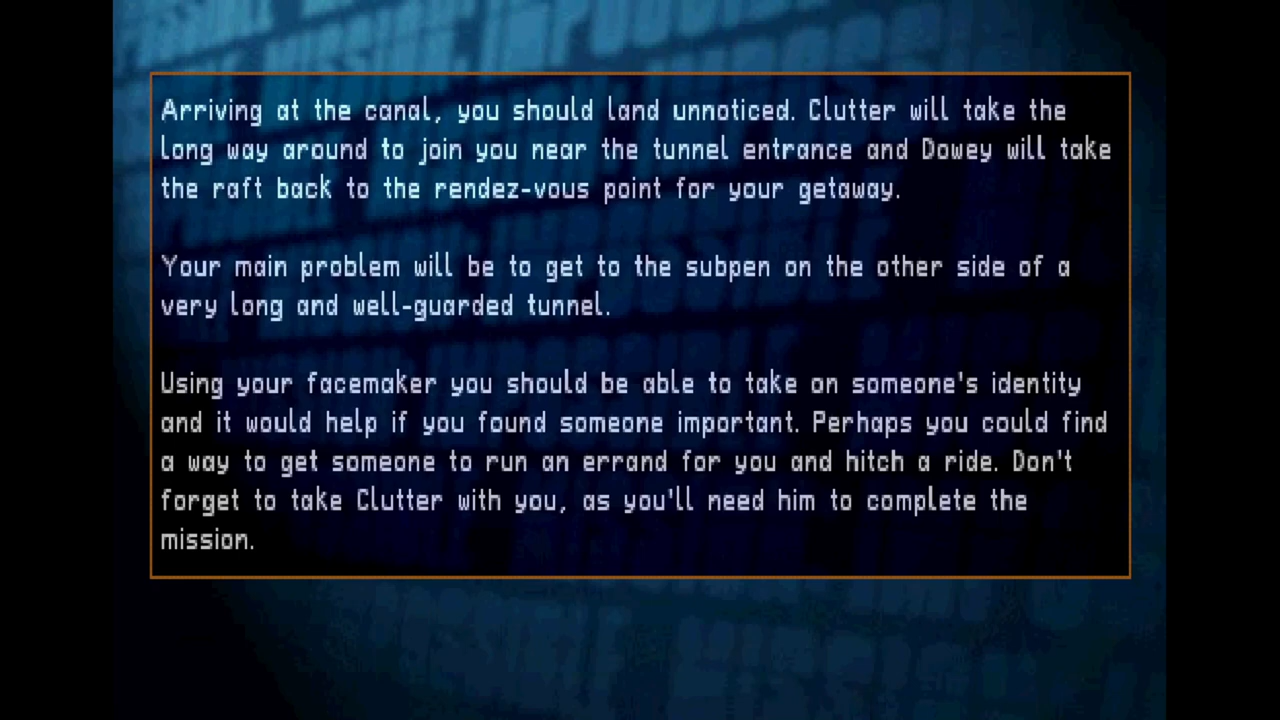 Arriving at the canal, you should land unnoticed. Clutter will take the
long way around to join you near the tunnel entrance and Dowey will take
the raft back to the rendez-vous point for your getaway.
Your main problem will be to get to the subpen on the other side of a
very long and well-guarded tunnel.
Using your facemaker you should be able to take on someone's identity
and it would help if you found someone important. Perhaps you could find
a way to get someone to run an errand for you and hitch a ride. Don't
forget to take Clutter with you, as you'll need him to complete the
mission.